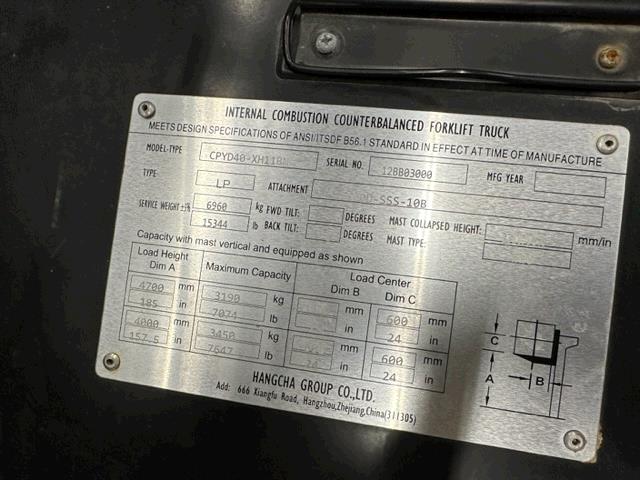 INTERNAL COMBUSTION COUNTERBALANCED FORKLIFT TRUCK
MEETS DESIGN SPECIFICATIONS OF ANSI/ITSDF B56.1 STANDARD IN EFFECT AT TIME OF MANUFACTURE
MODEL-TYPE SERIAL NO. 12BB03000 MFG YEAR
TYPE LP ATTACHMENT
SERVICE WEIGHT ±5% 6960 kg FWD TILT: DEGREES MAST COLLAPSED HEIGHT: mm/in
15344 lb BACK TILT: DEGREES MAST TYPE:
Capacity with mast vertical and equipped as shown
Load Height Dim A Maximum Capacity Load Center
Dim B Dim C
4700 mm 3190 kg mm 600 mm
185 in 7074 lb in 24 in
4000 mm 3450 kg mm 600 mm
157.5 in 7647 lb 24 in 24 in
C
A B
HANGCHA GROUP CO.,LTD.
Add: 666 Xiangfu Road, Hangzhou,Zhejiang,China(311305)